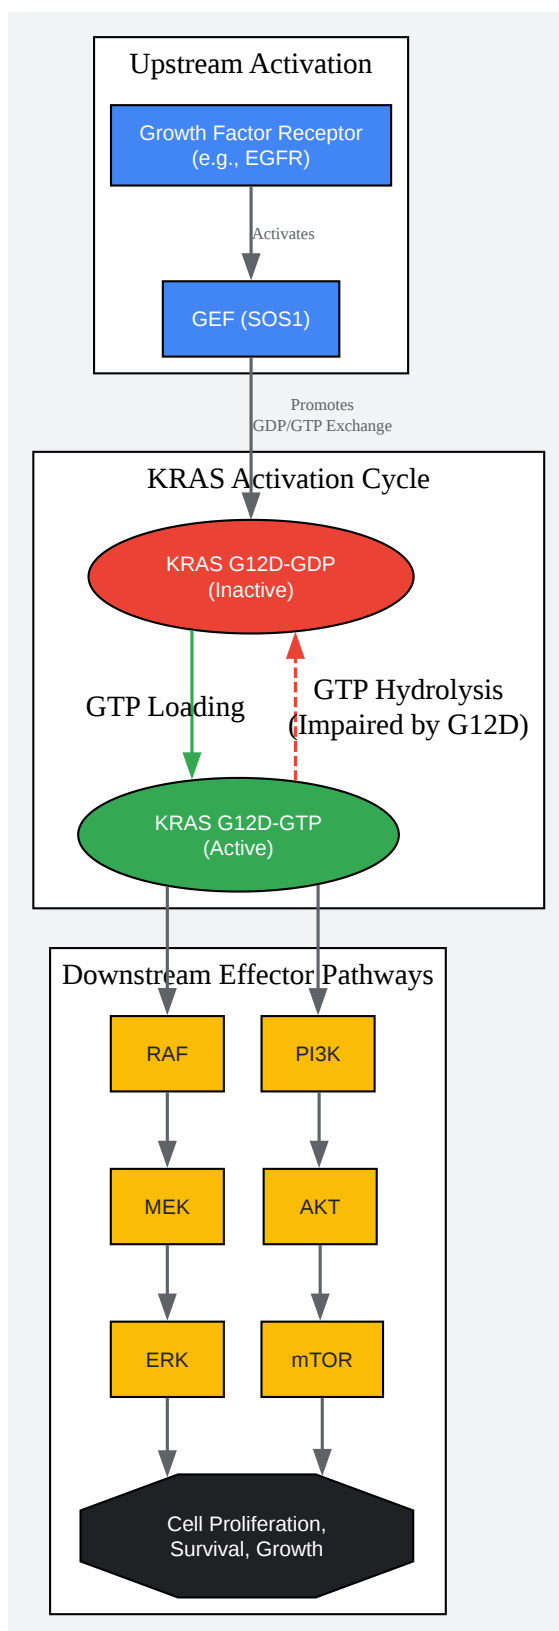 Upstream Activation
Growth Factor Receptor
(e.g., EGFR)
Activates
GEF (SOS1)
Promotes
GDP/GTP Exchange
KRAS Activation Cycle
KRAS G12D-GDP
(Inactive)
GTP Loading
GTP Hydrolysis
(Impaired by G12D)
KRAS G12D-GTP
(Active)
Downstream Effector Pathways
RAF
PI3K
MEK
AKT
ERK
mTOR
Cell Proliferation,
Survival, Growth